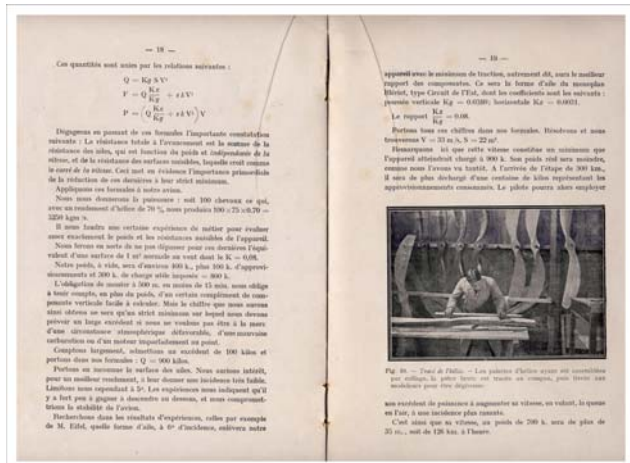 — 18 —
Ces quantités sont unies par les relations suivantes :
Q = Ky S V²
F = Q Kx/Ky + s k V²
P = ( Q Kx/Ky + s k V² ) V
Dégageons en passant de ces formules l'importante constatation
suivante : La résistance totale à l'avancement est la somme de la
résistance des ailes, qui est fonction du poids et indépendante de la
vitesse, et de la résistance des surfaces nuisibles, laquelle croît comme
le carré de la vitesse. Ceci met en évidence l'importance primordiale
de la réduction de ces dernières à leur strict minimum.
Appliquons ces formules à notre avion.
Nous nous donnerons la puissance : soit 100 chevaux ce qui,
avec un rendement d'hélice de 70 %, nous produira 100 × 75 × 0.70 =
5250 kgm /s.
Il nous faudra une certaine expérience de métier pour évaluer
assez exactement le poids et les résistances nuisibles de l'appareil.
Nous ferons en sorte de ne pas dépasser pour ces dernières l'équi-
valent d'une surface de 1 m² normale au vent dont le K = 0,08.
Notre poids, à vide, sera d'environ 400 k., plus 100 k. d'approvi-
sionnements et 300 k. de charge utile imposée = 800 k.
L'obligation de monter à 500 m. en moins de 15 min. nous oblige
à tenir compte, en plus du poids, d'un certain complément de com-
posante verticale facile à calculer. Mais le chiffre que nous aurons
ainsi obtenu ne sera qu'un strict minimum sur lequel nous devons
prévoir un large excédent si nous ne voulons pas être à la merci
d'une circonstance atmosphérique défavorable, d'une mauvaise
carburation ou d'un moteur imparfaitement au point.
Comptons largement, admettons un excédent de 100 kilos et
portons dans nos formules : Q = 900 kilos.
Portons en inconnue la surface des ailes. Nous aurions intérêt,
pour un meilleur rendement, à leur donner une incidence très faible.
Limitons nous cependant à 5°. Les expériences nous indiquent qu'il
y a fort peu à gagner à descendre au dessous, et nous compromet-
trions la stabilité de l'avion.
Recherchons dans les résultats d'expériences, celles par exemple
de M. Eifel, quelle forme d'aile, à 6° d'incidence, enlèvera notre
— 19 —
appareil avec le minimum de traction, autrement dit, aura le meilleur
rapport des composantes. Ce sera la forme d'aile du monoplan
Blériot, type Circuit de l'Est, dont les coefficients sont les suivants :
poussée verticale Ky = 0.0380; horizontale Kx = 0.0031.
Le rapport Kx/Ky = 0.08.
Portons tous ces chiffres dans nos formules. Résolvons et nous
trouverons V = 33 m/s, S = 22 m².
Remarquons ici que cette vitesse constitue un minimum que
l'appareil atteindrait chargé à 900 k. Son poids réel sera moindre,
comme nous l'avons vu tantôt. A l'arrivée de l'étape de 300 km.,
il sera de plus déchargé d'une centaine de kilos représentant les
approvisionnements consommés. Le pilote pourra alors employer
Tracé de l'hélice. — Les palettes d'hélice ayant été assemblées
par collage, la pièce brute est tracée au compas, puis livrée aux
modeleurs pour être dégrossie.
son excédent de puissance à augmenter sa vitesse, en volant, la queue
en l'air, à une incidence plus rasante.
C'est ainsi que sa vitesse, au poids de 700 k. sera de plus de
35 m., soit de 126 km. à l'heure.